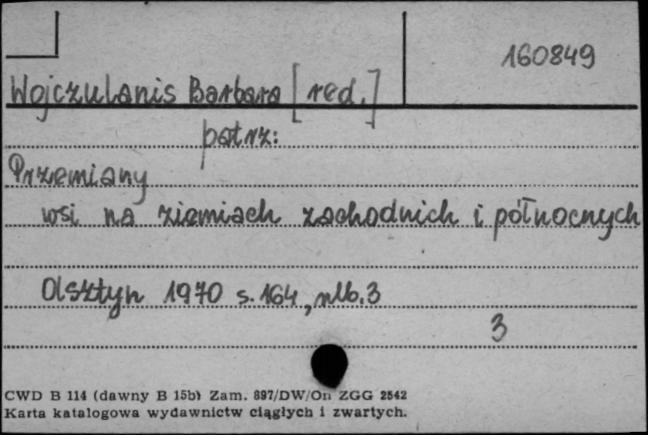 160849
Wojczulanis Barbara [red.]
patrz:
Przemiany
wsi na ziemiach zachodnich i północnych
Olsztyn 1970 s. 164, nlb. 3
3
CWD B 114 (dawny B 15b) Zam. 897/DW/On ZGG 2542
Karta katalogowa wydawnictw ciągłych i zwartych.